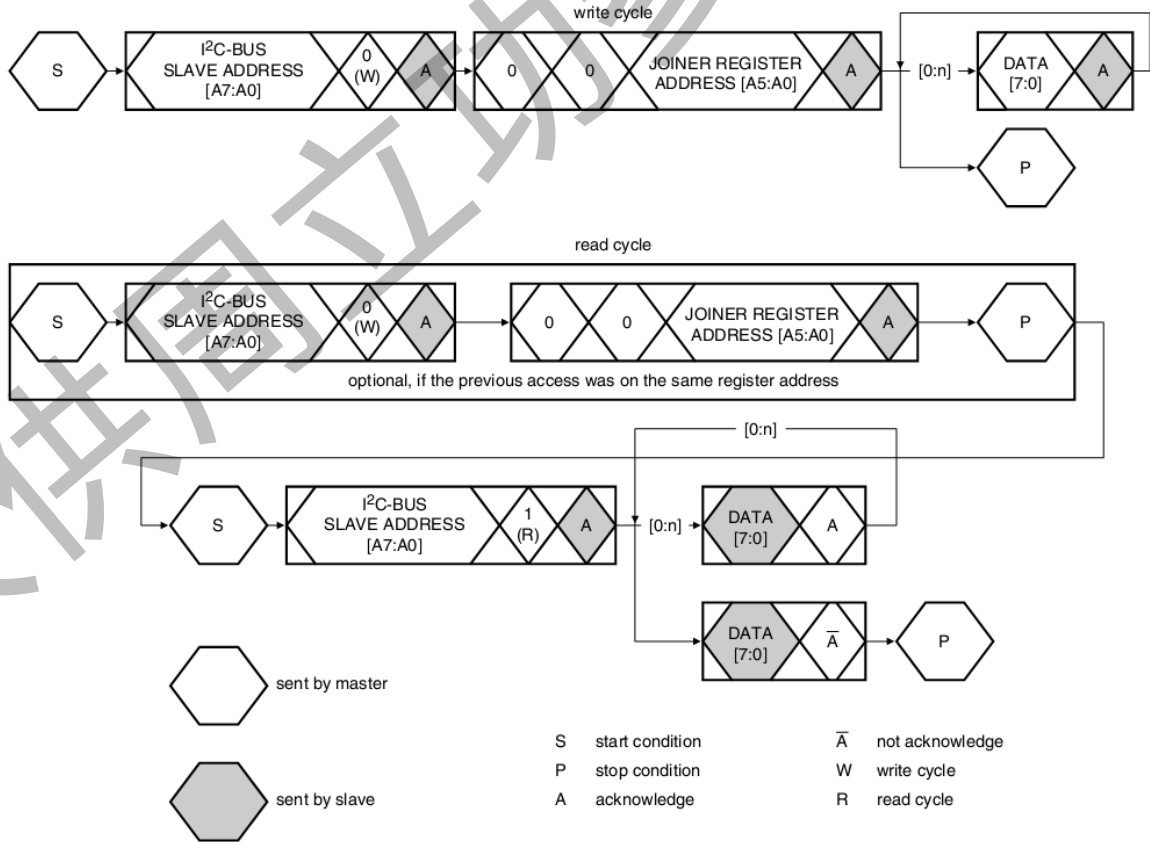 write cycle
S
I²C-BUS
SLAVE ADDRESS
[A7:A0]
0
(W)
A
0
0
JOINER REGISTER
ADDRESS [A5:A0]
A
[0:n]
DATA
[7:0]
A
P
read cycle
S
I²C-BUS
SLAVE ADDRESS
[A7:A0]
0
(W)
A
0
0
JOINER REGISTER
ADDRESS [A5:A0]
A
P
optional, if the previous access was on the same register address
[0:n]
S
I²C-BUS
SLAVE ADDRESS
[A7:A0]
1
(R)
A
[0:n]
DATA
[7:0]
A
DATA
[7:0]
A̅
P
sent by master
sent by slave
S start condition
P stop condition
A acknowledge
A̅ not acknowledge
W write cycle
R read cycle
供周立功